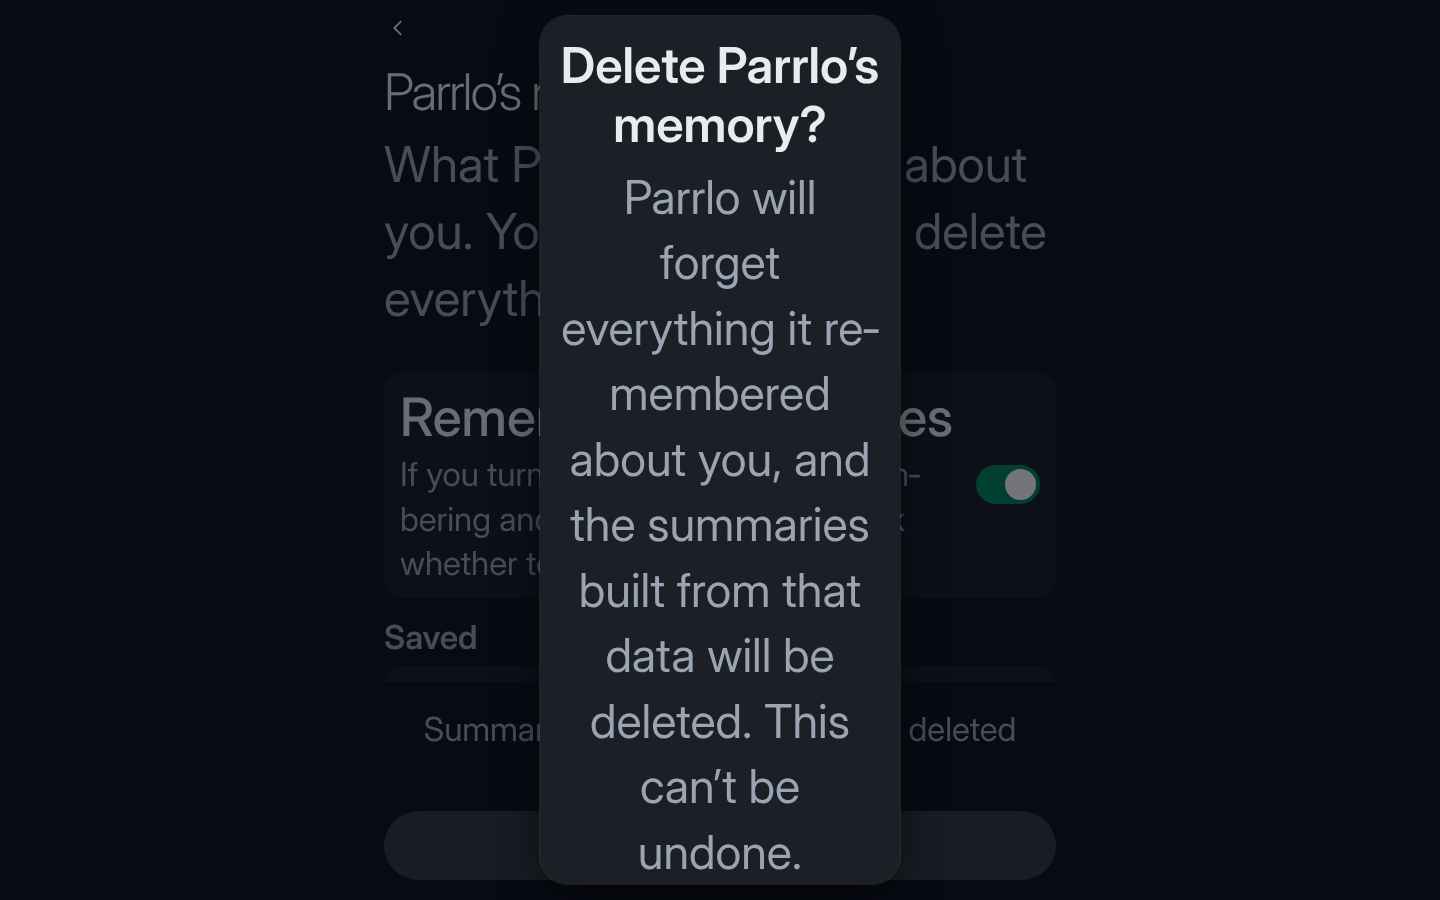 Parrlo's
What P
about
you. Yo
delete
everyth
Delete Parrlo's
memory?
Parrlo will
forget
everything it re-
membered
about you, and
the summaries
built from that
data will be
deleted. This
can't be
undone.
Remem
es
If you turn
bering and
whether to
Saved
Summar
deleted